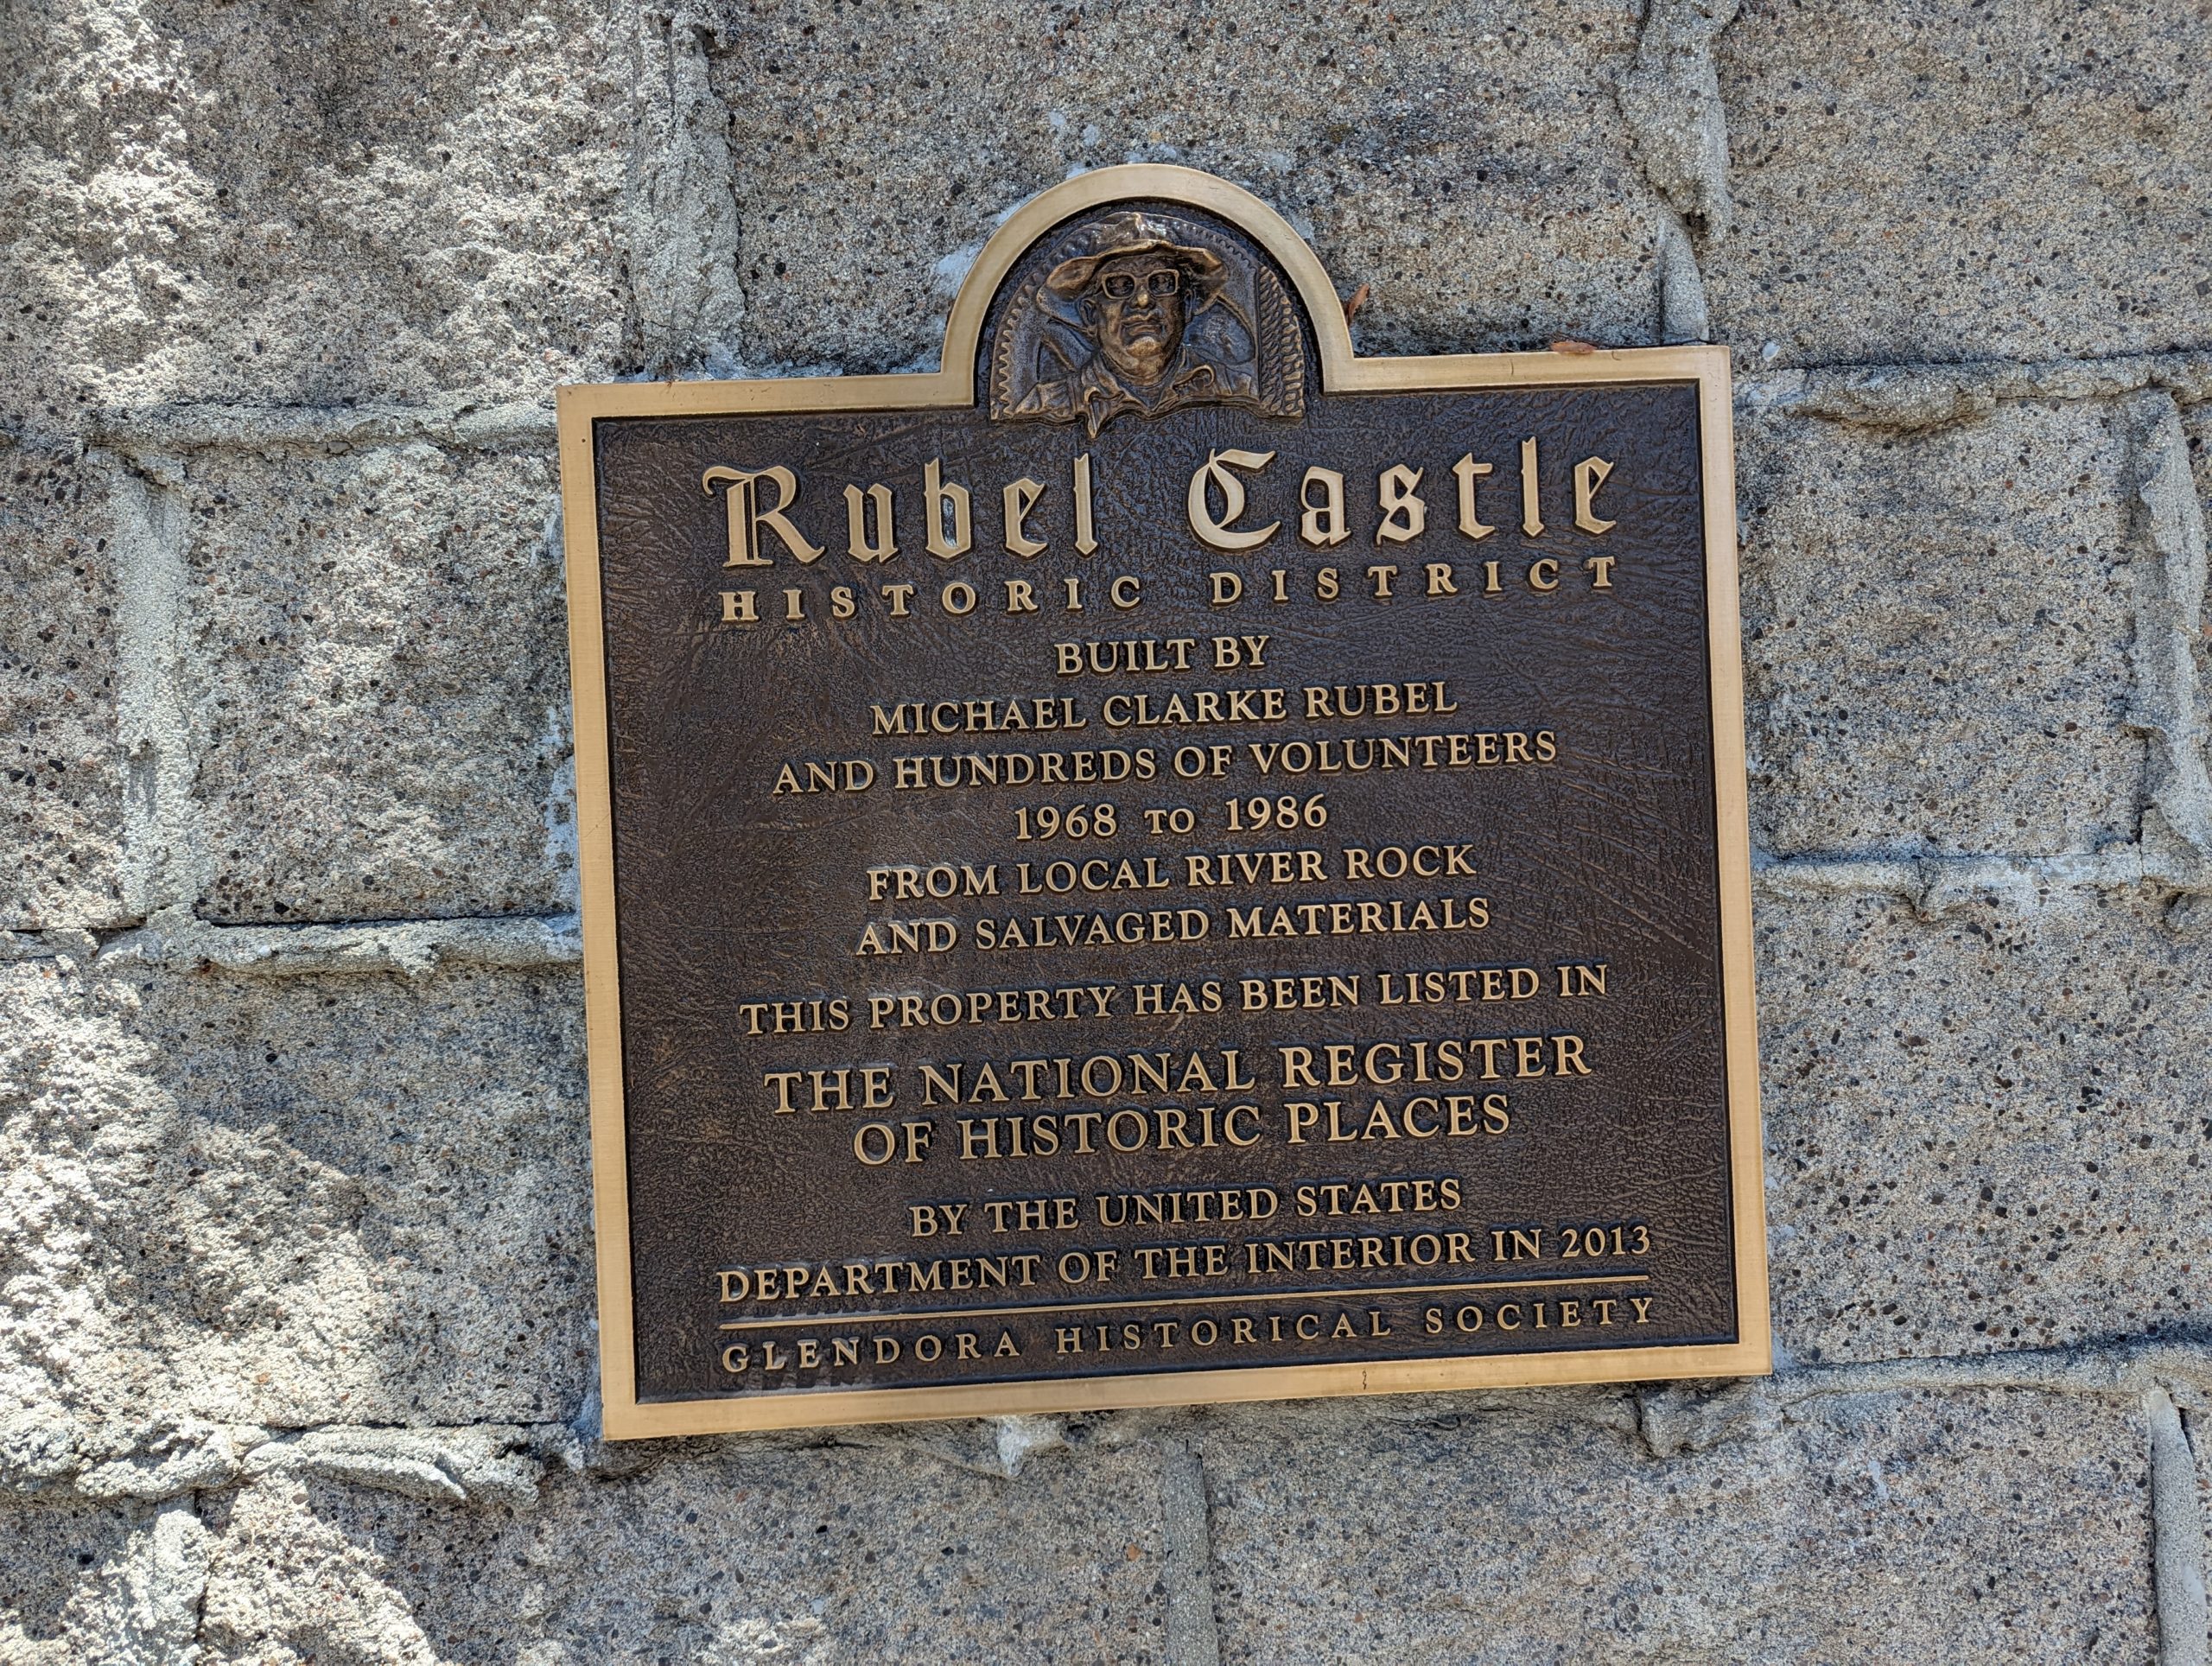 Rubel Castle
HISTORIC DISTRICT
BUILT BY
MICHAEL CLARKE RUBEL
AND HUNDREDS OF VOLUNTEERS
1968 TO 1986
FROM LOCAL RIVER ROCK
AND SALVAGED MATERIALS
THIS PROPERTY HAS BEEN LISTED IN
THE NATIONAL REGISTER
OF HISTORIC PLACES
BY THE UNITED STATES
DEPARTMENT OF THE INTERIOR IN 2013
GLENDORA HISTORICAL SOCIETY